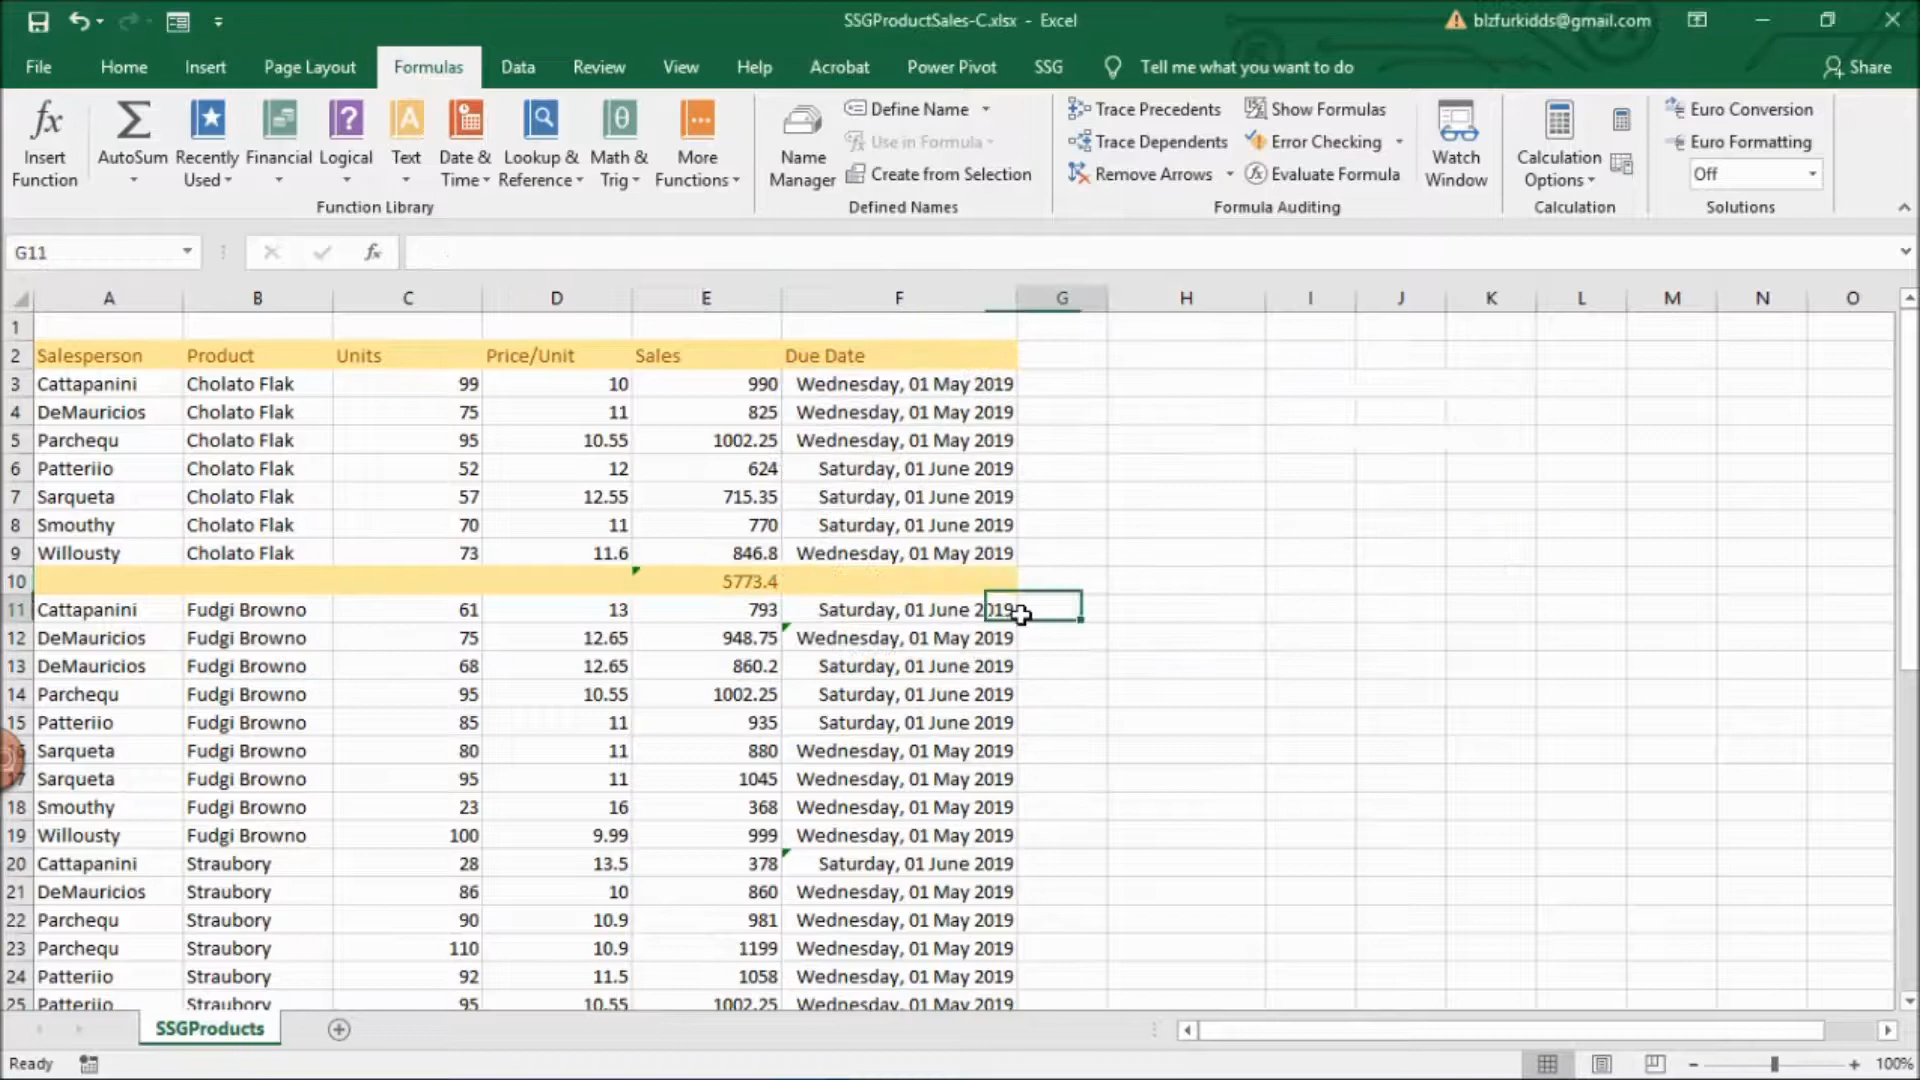 SSGProductSales-C.xlsx - Excel
blzfurkidds@gmail.com
File Home Insert Page Layout Formulas Data Review View Help Acrobat Power Pivot SSG Tell me what you want to do Share
Insert Function
AutoSum
Recently Used
Financial
Logical
Text
Date & Time
Lookup & Reference
Math & Trig
More Functions
Function Library
Name Manager
Define Name
Use in Formula
Create from Selection
Defined Names
Trace Precedents
Trace Dependents
Remove Arrows
Show Formulas
Error Checking
Evaluate Formula
Formula Auditing
Watch Window
Calculation Options
Calculation
Euro Conversion
Euro Formatting
Off
Solutions
G11 fx
A B C D E F G H I J K L M N O
1
2 Salesperson Product Units Price/Unit Sales Due Date
3 Cattapanini Cholato Flak 99 10 990 Wednesday, 01 May 2019
4 DeMauricios Cholato Flak 75 11 825 Wednesday, 01 May 2019
5 Parchequ Cholato Flak 95 10.55 1002.25 Wednesday, 01 May 2019
6 Patteriio Cholato Flak 52 12 624 Saturday, 01 June 2019
7 Sarqueta Cholato Flak 57 12.55 715.35 Saturday, 01 June 2019
8 Smouthy Cholato Flak 70 11 770 Saturday, 01 June 2019
9 Willousty Cholato Flak 73 11.6 846.8 Wednesday, 01 May 2019
10 5773.4
11 Cattapanini Fudgi Browno 61 13 793 Saturday, 01 June 2019
12 DeMauricios Fudgi Browno 75 12.65 948.75 Wednesday, 01 May 2019
13 DeMauricios Fudgi Browno 68 12.65 860.2 Saturday, 01 June 2019
14 Parchequ Fudgi Browno 95 10.55 1002.25 Saturday, 01 June 2019
15 Patteriio Fudgi Browno 85 11 935 Saturday, 01 June 2019
16 Sarqueta Fudgi Browno 80 11 880 Wednesday, 01 May 2019
17 Sarqueta Fudgi Browno 95 11 1045 Wednesday, 01 May 2019
18 Smouthy Fudgi Browno 23 16 368 Wednesday, 01 May 2019
19 Willousty Fudgi Browno 100 9.99 999 Wednesday, 01 May 2019
20 Cattapanini Straubory 28 13.5 378 Saturday, 01 June 2019
21 DeMauricios Straubory 86 10 860 Wednesday, 01 May 2019
22 Parchequ Straubory 90 10.9 981 Wednesday, 01 May 2019
23 Parchequ Straubory 110 10.9 1199 Wednesday, 01 May 2019
24 Patteriio Straubory 92 11.5 1058 Wednesday, 01 May 2019
25 Patteriio Straubory 95 10.55 1002.25 Wednesday, 01 May 2019
SSGProducts
Ready
100%